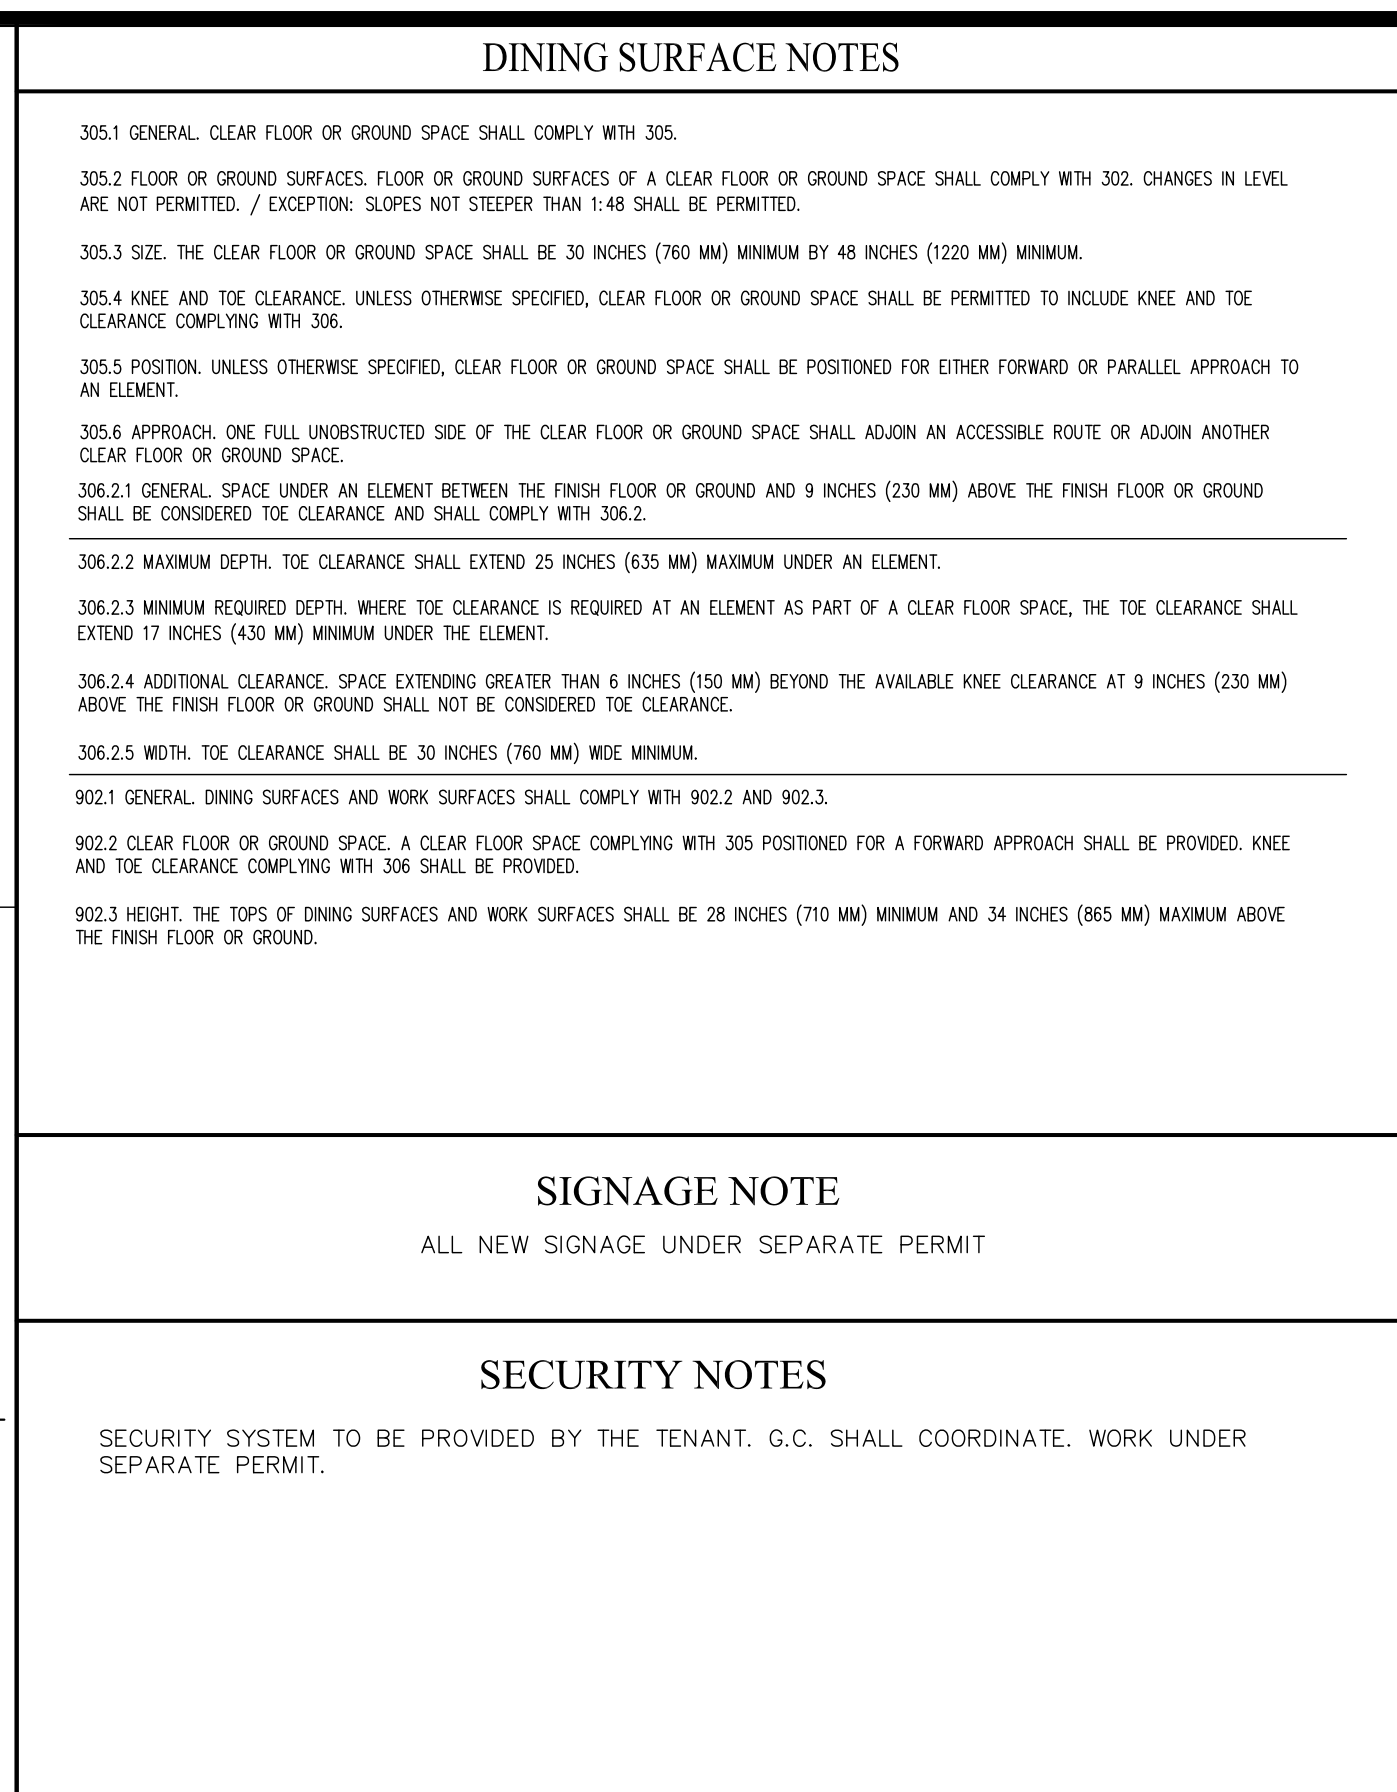 DINING SURFACE NOTES
305.1 GENERAL. CLEAR FLOOR OR GROUND SPACE SHALL COMPLY WITH 305.
305.2 FLOOR OR GROUND SURFACES. FLOOR OR GROUND SURFACES OF A CLEAR FLOOR OR GROUND SPACE SHALL COMPLY WITH 302. CHANGES IN LEVEL
ARE NOT PERMITTED. / EXCEPTION: SLOPES NOT STEEPER THAN 1:48 SHALL BE PERMITTED.
305.3 SIZE. THE CLEAR FLOOR OR GROUND SPACE SHALL BE 30 INCHES (760 MM) MINIMUM BY 48 INCHES (1220 MM) MINIMUM.
305.4 KNEE AND TOE CLEARANCE. UNLESS OTHERWISE SPECIFIED, CLEAR FLOOR OR GROUND SPACE SHALL BE PERMITTED TO INCLUDE KNEE AND TOE
CLEARANCE COMPLYING WITH 306.
305.5 POSITION. UNLESS OTHERWISE SPECIFIED, CLEAR FLOOR OR GROUND SPACE SHALL BE POSITIONED FOR EITHER FORWARD OR PARALLEL APPROACH TO
AN ELEMENT.
305.6 APPROACH. ONE FULL UNOBSTRUCTED SIDE OF THE CLEAR FLOOR OR GROUND SPACE SHALL ADJOIN AN ACCESSIBLE ROUTE OR ADJOIN ANOTHER
CLEAR FLOOR OR GROUND SPACE.
306.2.1 GENERAL. SPACE UNDER AN ELEMENT BETWEEN THE FINISH FLOOR OR GROUND AND 9 INCHES (230 MM) ABOVE THE FINISH FLOOR OR GROUND
SHALL BE CONSIDERED TOE CLEARANCE AND SHALL COMPLY WITH 306.2.
306.2.2 MAXIMUM DEPTH. TOE CLEARANCE SHALL EXTEND 25 INCHES (635 MM) MAXIMUM UNDER AN ELEMENT.
306.2.3 MINIMUM REQUIRED DEPTH. WHERE TOE CLEARANCE IS REQUIRED AT AN ELEMENT AS PART OF A CLEAR FLOOR SPACE, THE TOE CLEARANCE SHALL
EXTEND 17 INCHES (430 MM) MINIMUM UNDER THE ELEMENT.
306.2.4 ADDITIONAL CLEARANCE. SPACE EXTENDING GREATER THAN 6 INCHES (150 MM) BEYOND THE AVAILABLE KNEE CLEARANCE AT 9 INCHES (230 MM)
ABOVE THE FINISH FLOOR OR GROUND SHALL NOT BE CONSIDERED TOE CLEARANCE.
306.2.5 WIDTH. TOE CLEARANCE SHALL BE 30 INCHES (760 MM) WIDE MINIMUM.
902.1 GENERAL. DINING SURFACES AND WORK SURFACES SHALL COMPLY WITH 902.2 AND 902.3.
902.2 CLEAR FLOOR OR GROUND SPACE. A CLEAR FLOOR SPACE COMPLYING WITH 305 POSITIONED FOR A FORWARD APPROACH SHALL BE PROVIDED. KNEE
AND TOE CLEARANCE COMPLYING WITH 306 SHALL BE PROVIDED.
902.3 HEIGHT. THE TOPS OF DINING SURFACES AND WORK SURFACES SHALL BE 28 INCHES (710 MM) MINIMUM AND 34 INCHES (865 MM) MAXIMUM ABOVE
THE FINISH FLOOR OR GROUND.
SIGNAGE NOTE
ALL NEW SIGNAGE UNDER SEPARATE PERMIT
SECURITY NOTES
SECURITY SYSTEM TO BE PROVIDED BY THE TENANT. G.C. SHALL COORDINATE. WORK UNDER
SEPARATE PERMIT.